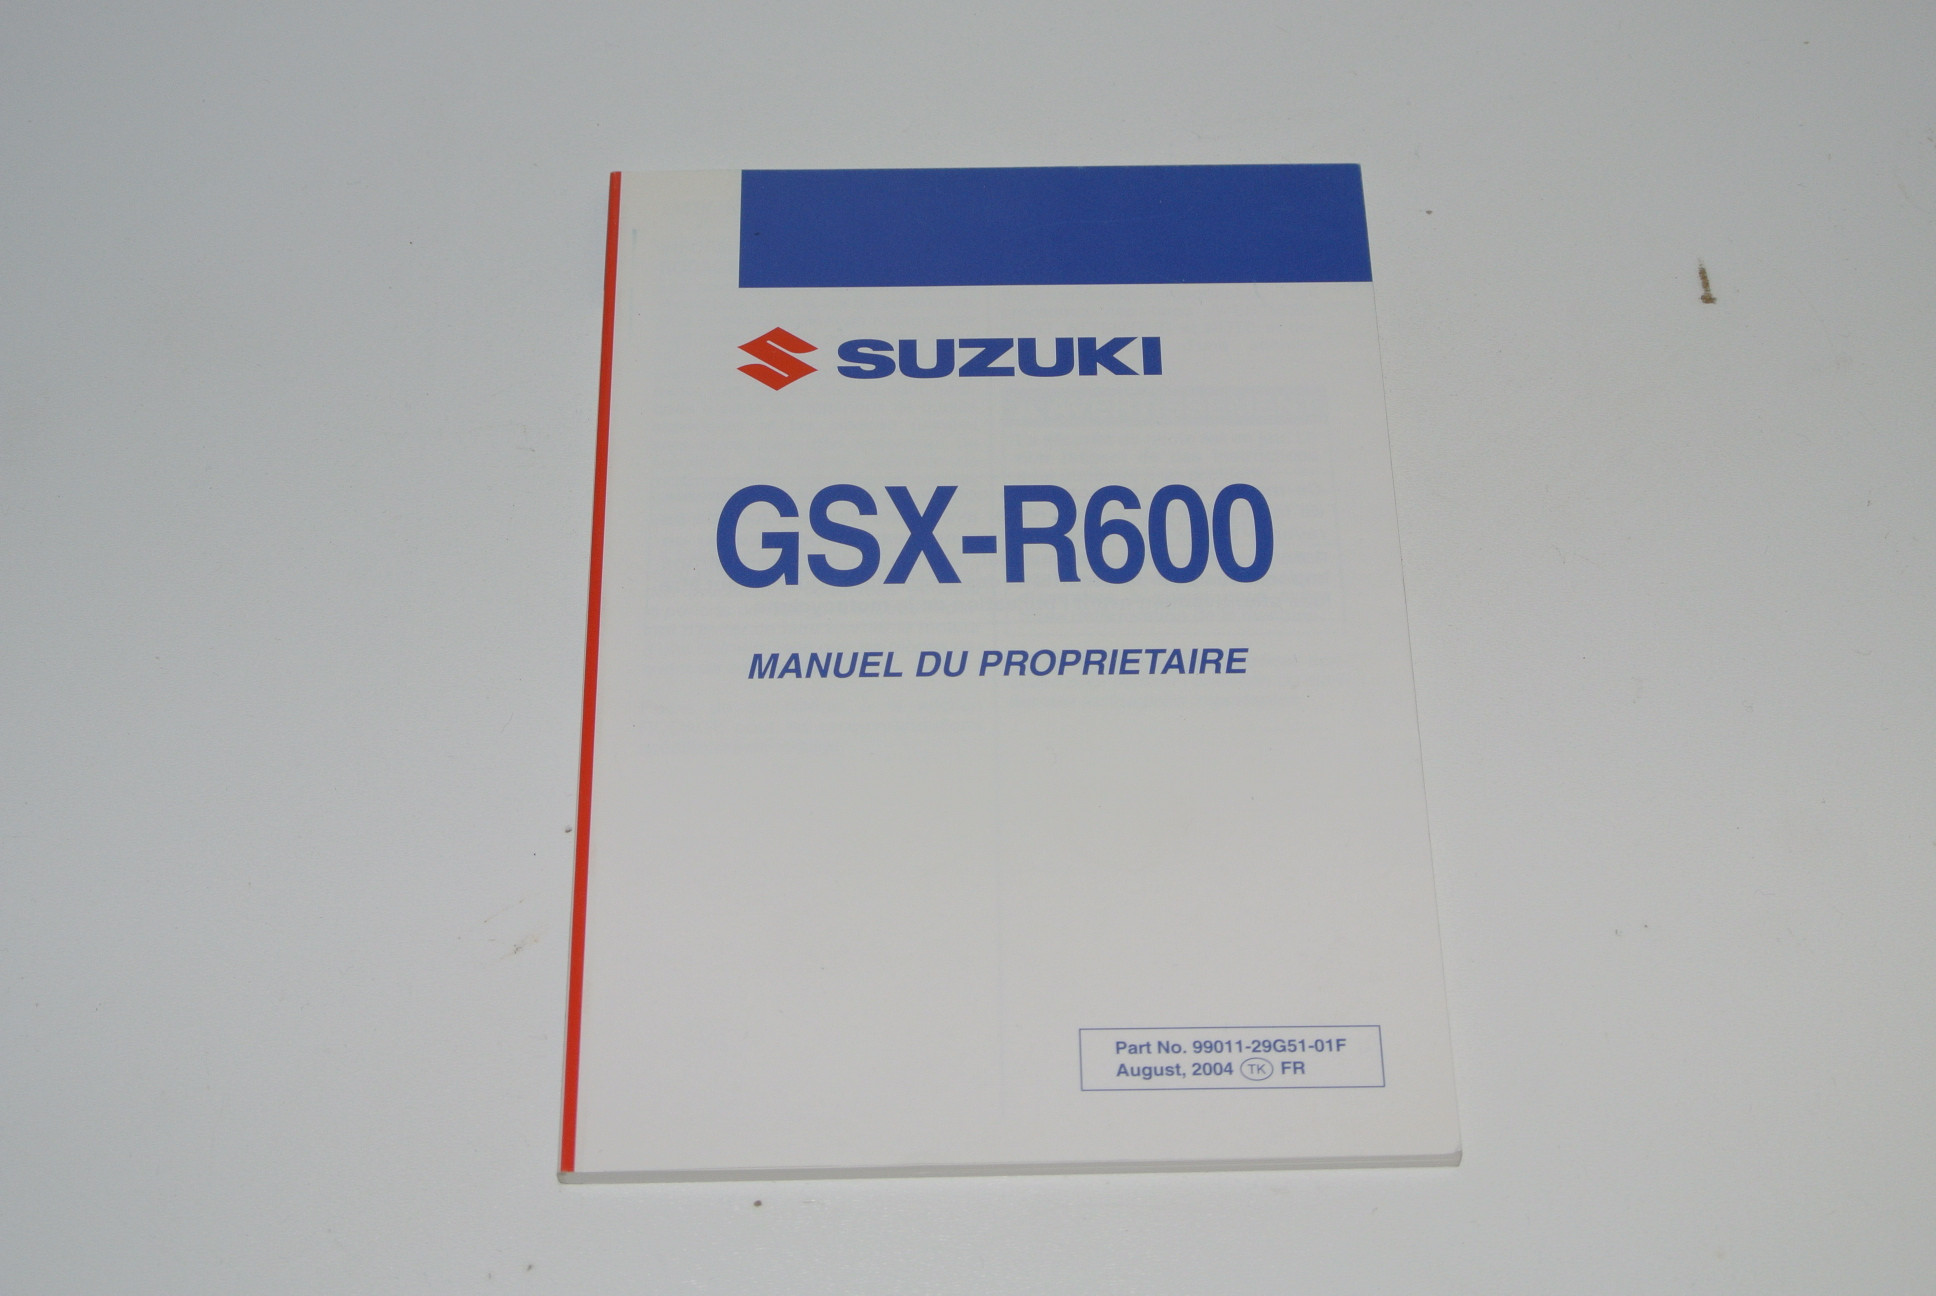 SUZUKI
GSX-R600
MANUEL DU PROPRIETAIRE
Part No. 99011-29G51-01F
August, 2004 TK FR